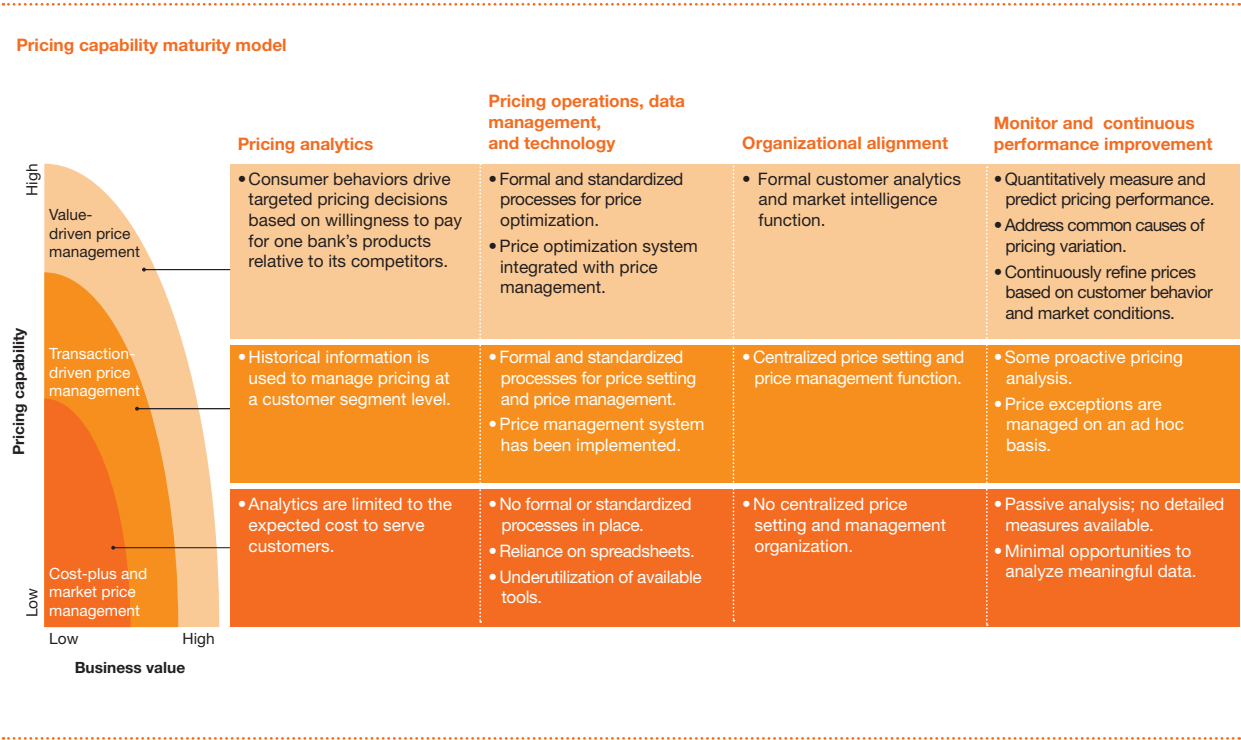 Pricing capability maturity model
Pricing analytics
Pricing operations, data
management,
and technology
Organizational alignment
Monitor and continuous
performance improvement
High
Value-
driven price
management
• Consumer behaviors drive
targeted pricing decisions
based on willingness to pay
for one bank's products
relative to its competitors.
• Formal and standardized
processes for price
optimization.
• Price optimization system
integrated with price
management.
• Formal customer analytics
and market intelligence
function.
• Quantitatively measure and
predict pricing performance.
• Address common causes of
pricing variation.
• Continuously refine prices
based on customer behavior
and market conditions.
Pricing capability
Transaction-
driven price
management
• Historical information is
used to manage pricing at
a customer segment level.
• Formal and standardized
processes for price setting
and price management.
• Price management system
has been implemented.
• Centralized price setting and
price management function.
• Some proactive pricing
analysis.
• Price exceptions are
managed on an ad hoc
basis.
Cost-plus and
market price
management
• Analytics are limited to the
expected cost to serve
customers.
• No formal or standardized
processes in place.
• Reliance on spreadsheets.
• Underutilization of available
tools.
• No centralized price
setting and management
organization.
• Passive analysis; no detailed
measures available.
• Minimal opportunities to
analyze meaningful data.
Low
Low
High
Business value